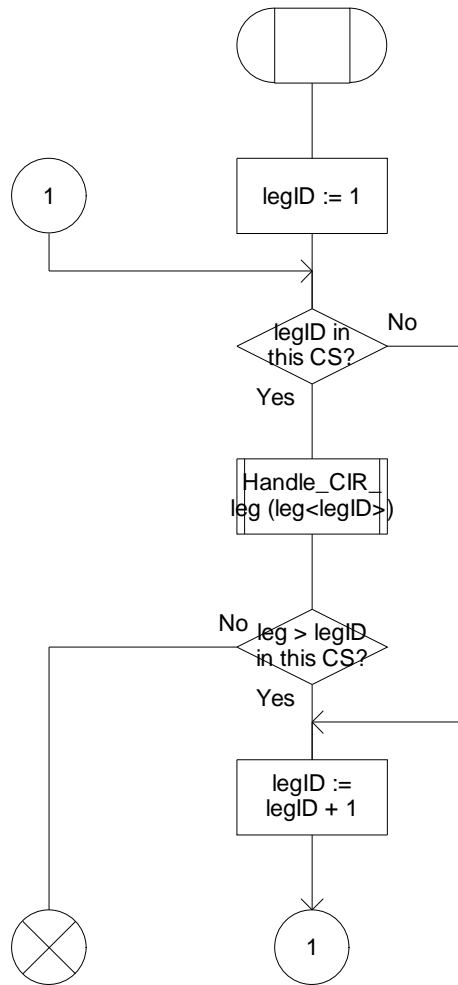 legID := 1
1
legID in
this CS?
No
Yes
Handle_CIR_
leg (leg<legID>)
No
leg > legID
in this CS?
Yes
legID :=
legID + 1
1